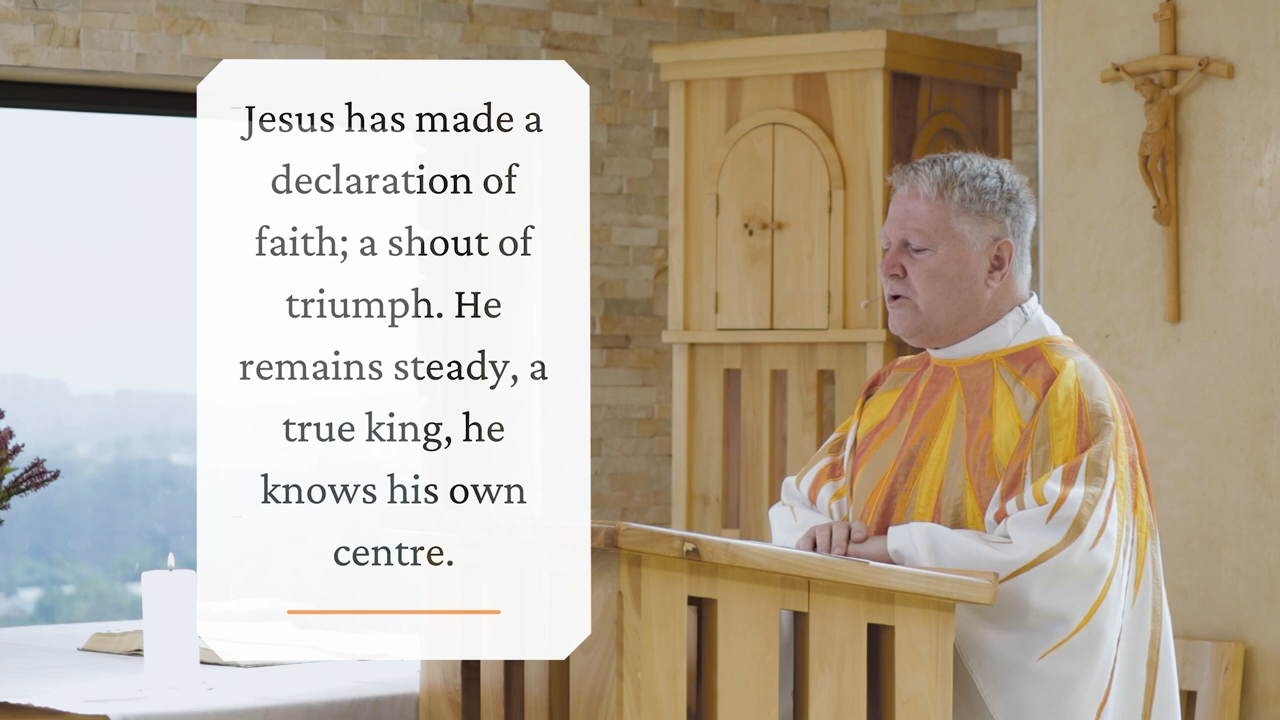 Jesus has made a
declaration of
faith; a shout of
triumph. He
remains steady, a
true king, he
knows his own
centre.